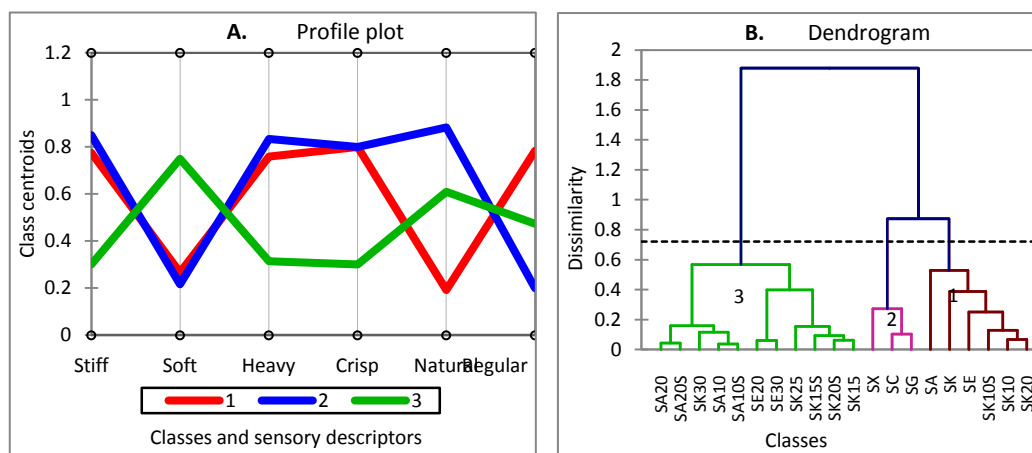 A. Profile plot
1.2
1
0.8
0.6
0.4
0.2
0
Class centroids
Stiff Soft Heavy Crisp Natural Regular
1 2 3
Classes and sensory descriptors
B. Dendrogram
2
1.8
1.6
1.4
1.2
1
0.8
0.6
0.4
0.2
0
Dissimilarity
3
2
1
SA20
SA20S
SK30
SA10
SA10S
SE20
SE30
SK25
SK15S
SK20S
SK15
SX
SC
SG
SA
SK
SE
SK10S
SK10
SK20
Classes